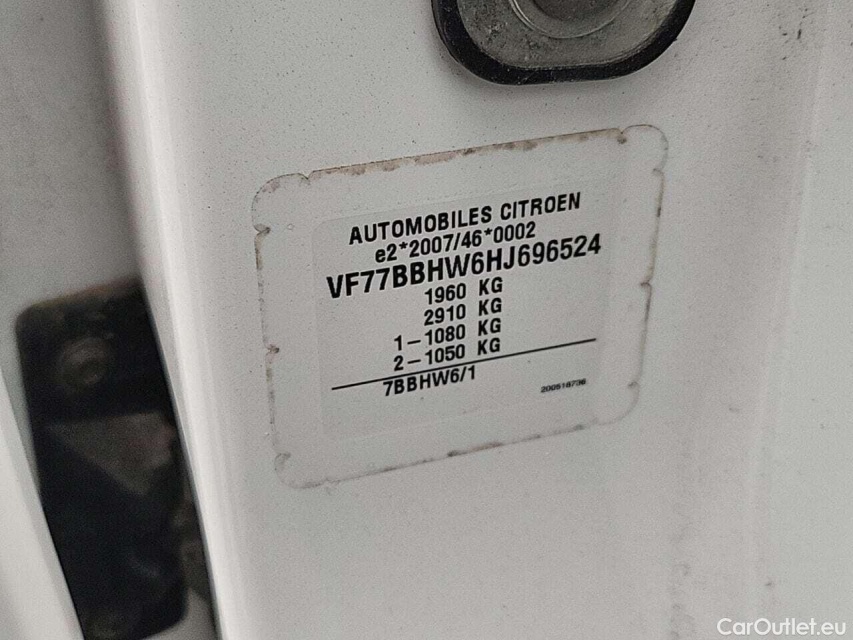 AUTOMOBILES CITROEN
e2*2007/46*0002
VF77BBHW6HJ696524
1960 KG
2910 KG
1-1080 KG
2-1050 KG
7BBHW6/1
200518736
CarOutlet.eu